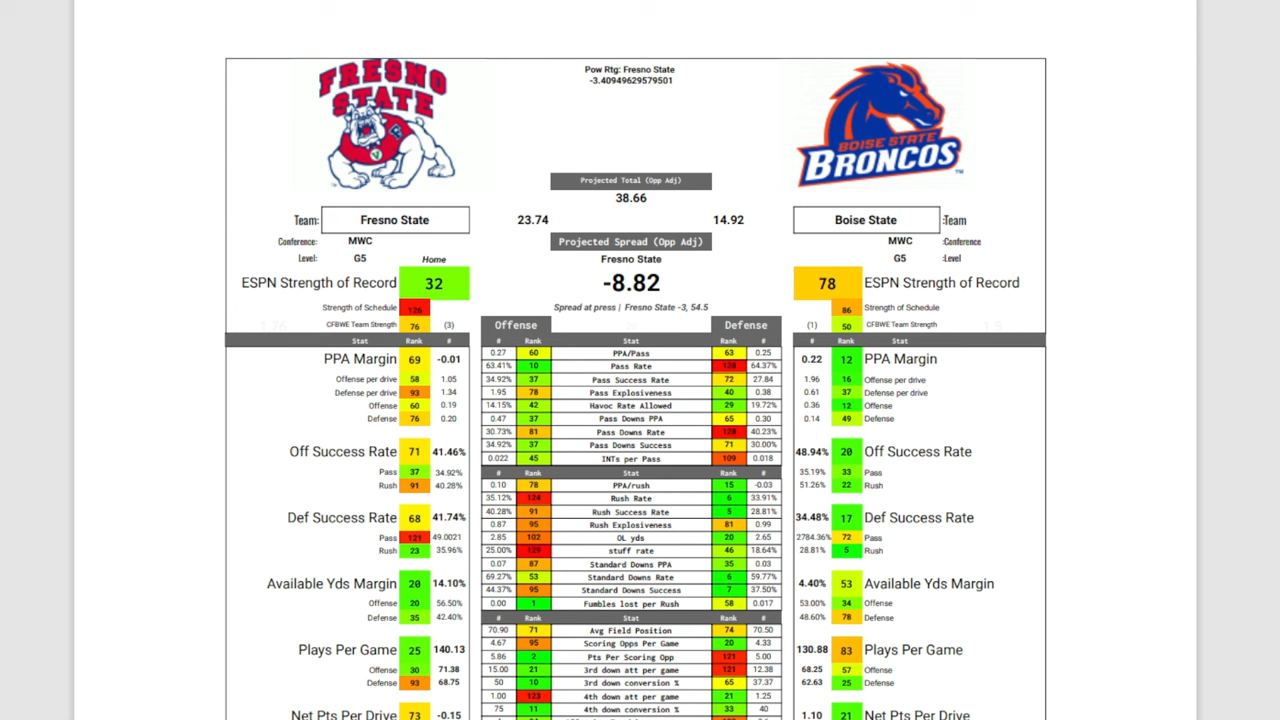 FRESNO STATE
Pow Rtg: Fresno State
-3.40949629579501
BOISE STATE
BRONCOS
Projected Total (Opp Adj)
38.66
Team: Fresno State 23.74 14.92 Boise State :Team
Conference: MWC Projected Spread (Opp Adj) MWC :Conference
Level: G5 Home Fresno State G5 :Level
ESPN Strength of Record 32 -8.82 78 ESPN Strength of Record
Strength of Schedule 126 Spread at press | Fresno State -3, 54.5 86 Strength of Schedule
CFBWE Team Strength 76 (3) Offense Defense (1) 50 CFBWE Team Strength
Stat Rank # # Rank Stat Rank # # Rank Stat
PPA Margin 69 -0.01 0.22 12 PPA Margin
Offense per drive 58 1.05 1.96 16 Offense per drive
Defense per drive 93 1.34 0.61 37 Defense per drive
Offense 60 0.19 0.36 12 Offense
Defense 76 0.20 0.14 49 Defense
0.27 60 PPA/Pass 63 0.25
63.41% 10 Pass Rate 128 64.37%
34.92% 37 Pass Success Rate 72 27.84
1.95 78 Pass Explosiveness 40 0.38
14.15% 42 Havoc Rate Allowed 29 19.72%
0.47 37 Pass Downs PPA 65 0.30
30.73% 81 Pass Downs Rate 128 40.23%
34.92% 37 Pass Downs Success 71 30.00%
0.022 45 INTs per Pass 109 0.018
Off Success Rate 71 41.46% 48.94% 20 Off Success Rate
Pass 37 34.92% 35.19% 33 Pass
Rush 91 40.28% 51.26% 22 Rush
# Rank Stat Rank #
0.10 78 PPA/rush 15 -0.03
35.12% 124 Rush Rate 6 33.91%
40.28% 91 Rush Success Rate 5 28.81%
0.87 95 Rush Explosiveness 81 0.99
2.85 102 OL yds 20 2.65
25.00% 129 stuff rate 46 18.64%
0.07 87 Standard Downs PPA 35 0.03
69.27% 53 Standard Downs Rate 6 59.77%
44.37% 95 Standard Downs Success 7 37.50%
0.00 1 Fumbles lost per Rush 58 0.017
Def Success Rate 68 41.74% 34.48% 17 Def Success Rate
Pass 121 49.0021 2784.36% 72 Pass
Rush 23 35.96% 28.81% 5 Rush
Available Yds Margin 20 14.10% 4.40% 53 Available Yds Margin
Offense 20 56.50% 53.00% 34 Offense
Defense 35 42.40% 48.60% 78 Defense
# Rank Stat Rank #
70.90 71 Avg Field Position 74 70.50
4.67 95 Scoring Opps Per Game 20 4.33
5.86 2 Pts Per Scoring Opp 121 5.00
15.00 21 3rd down att per game 121 12.38
50 10 3rd down conversion % 65 37.37
1.00 123 4th down att per game 21 1.25
75 11 4th down conversion % 33 40
Plays Per Game 25 140.13 130.88 83 Plays Per Game
Offense 30 71.38 68.25 57 Offense
Defense 93 68.75 62.63 25 Defense
Net Pts Per Drive 73 -0.15 1.10 21 Net Pts Per Drive